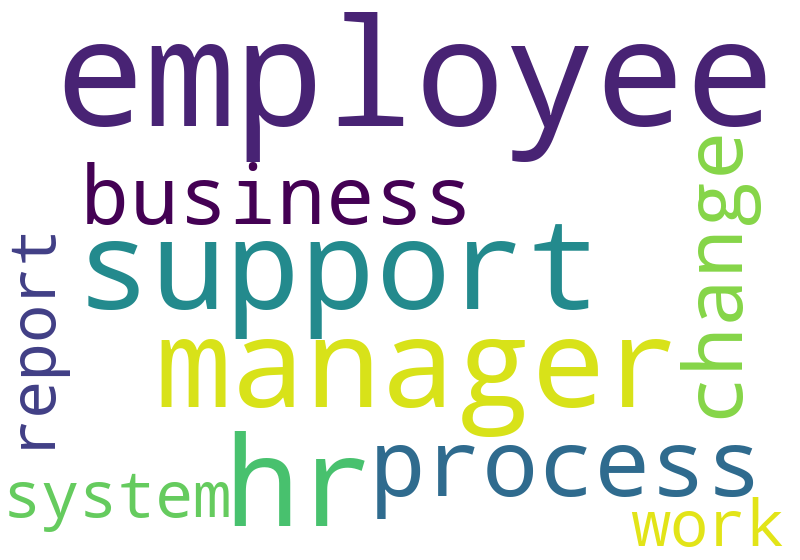 employee
business
change
support
report
manager
hr
process
system
work